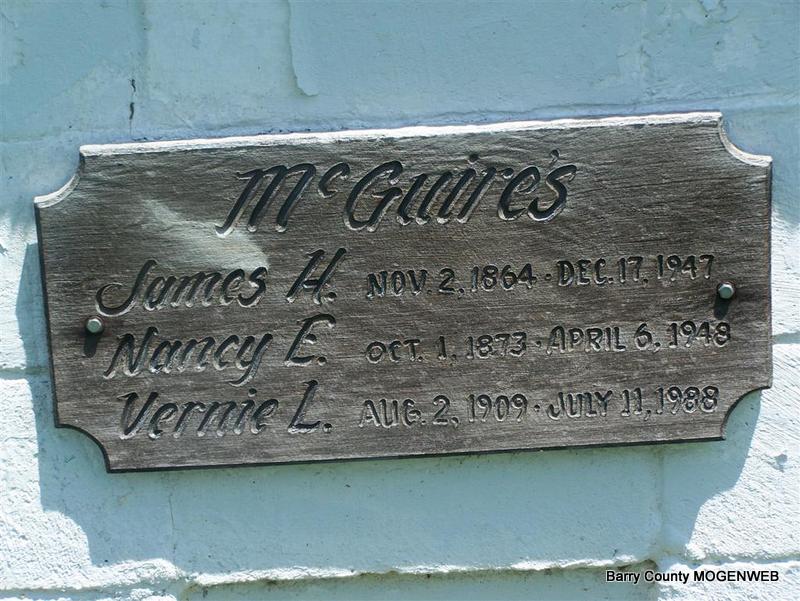 McGuire's
James H. NOV. 2, 1864 · DEC. 17, 1947
Nancy E. OCT. 1, 1873 · APRIL 6, 1948
Vernie L. AUG. 2, 1909 · JULY 11, 1988
Barry County MOGENWEB